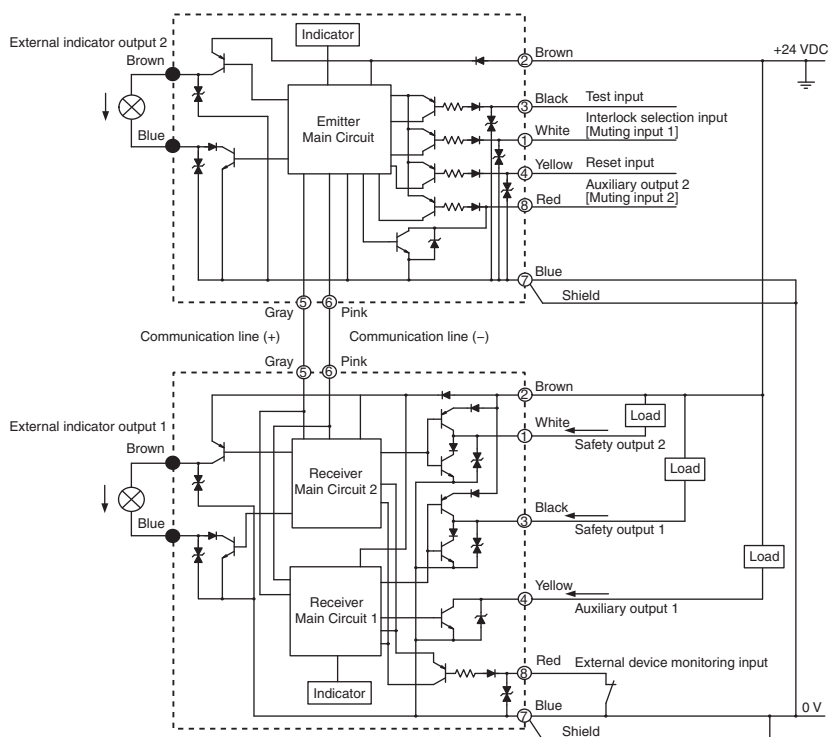 External indicator output 2
Indicator
Brown
② Brown
+24 VDC
Emitter
Main Circuit
③ Black
Test input
① White
Interlock selection input
[Muting input 1]
④ Yellow
Reset input
⑧ Red
Auxiliary output 2
[Muting input 2]
Blue
⑦ Blue
Shield
Gray ⑤ ⑥ Pink
Communication line (+)
Communication line (−)
Gray ⑤ ⑥ Pink
External indicator output 1
Brown
② Brown
Load
① White
Safety output 2
Receiver
Main Circuit 2
Load
Blue
③ Black
Safety output 1
Load
Receiver
Main Circuit 1
④ Yellow
Auxiliary output 1
Indicator
⑧ Red
External device monitoring input
⑦ Blue
0 V
Shield